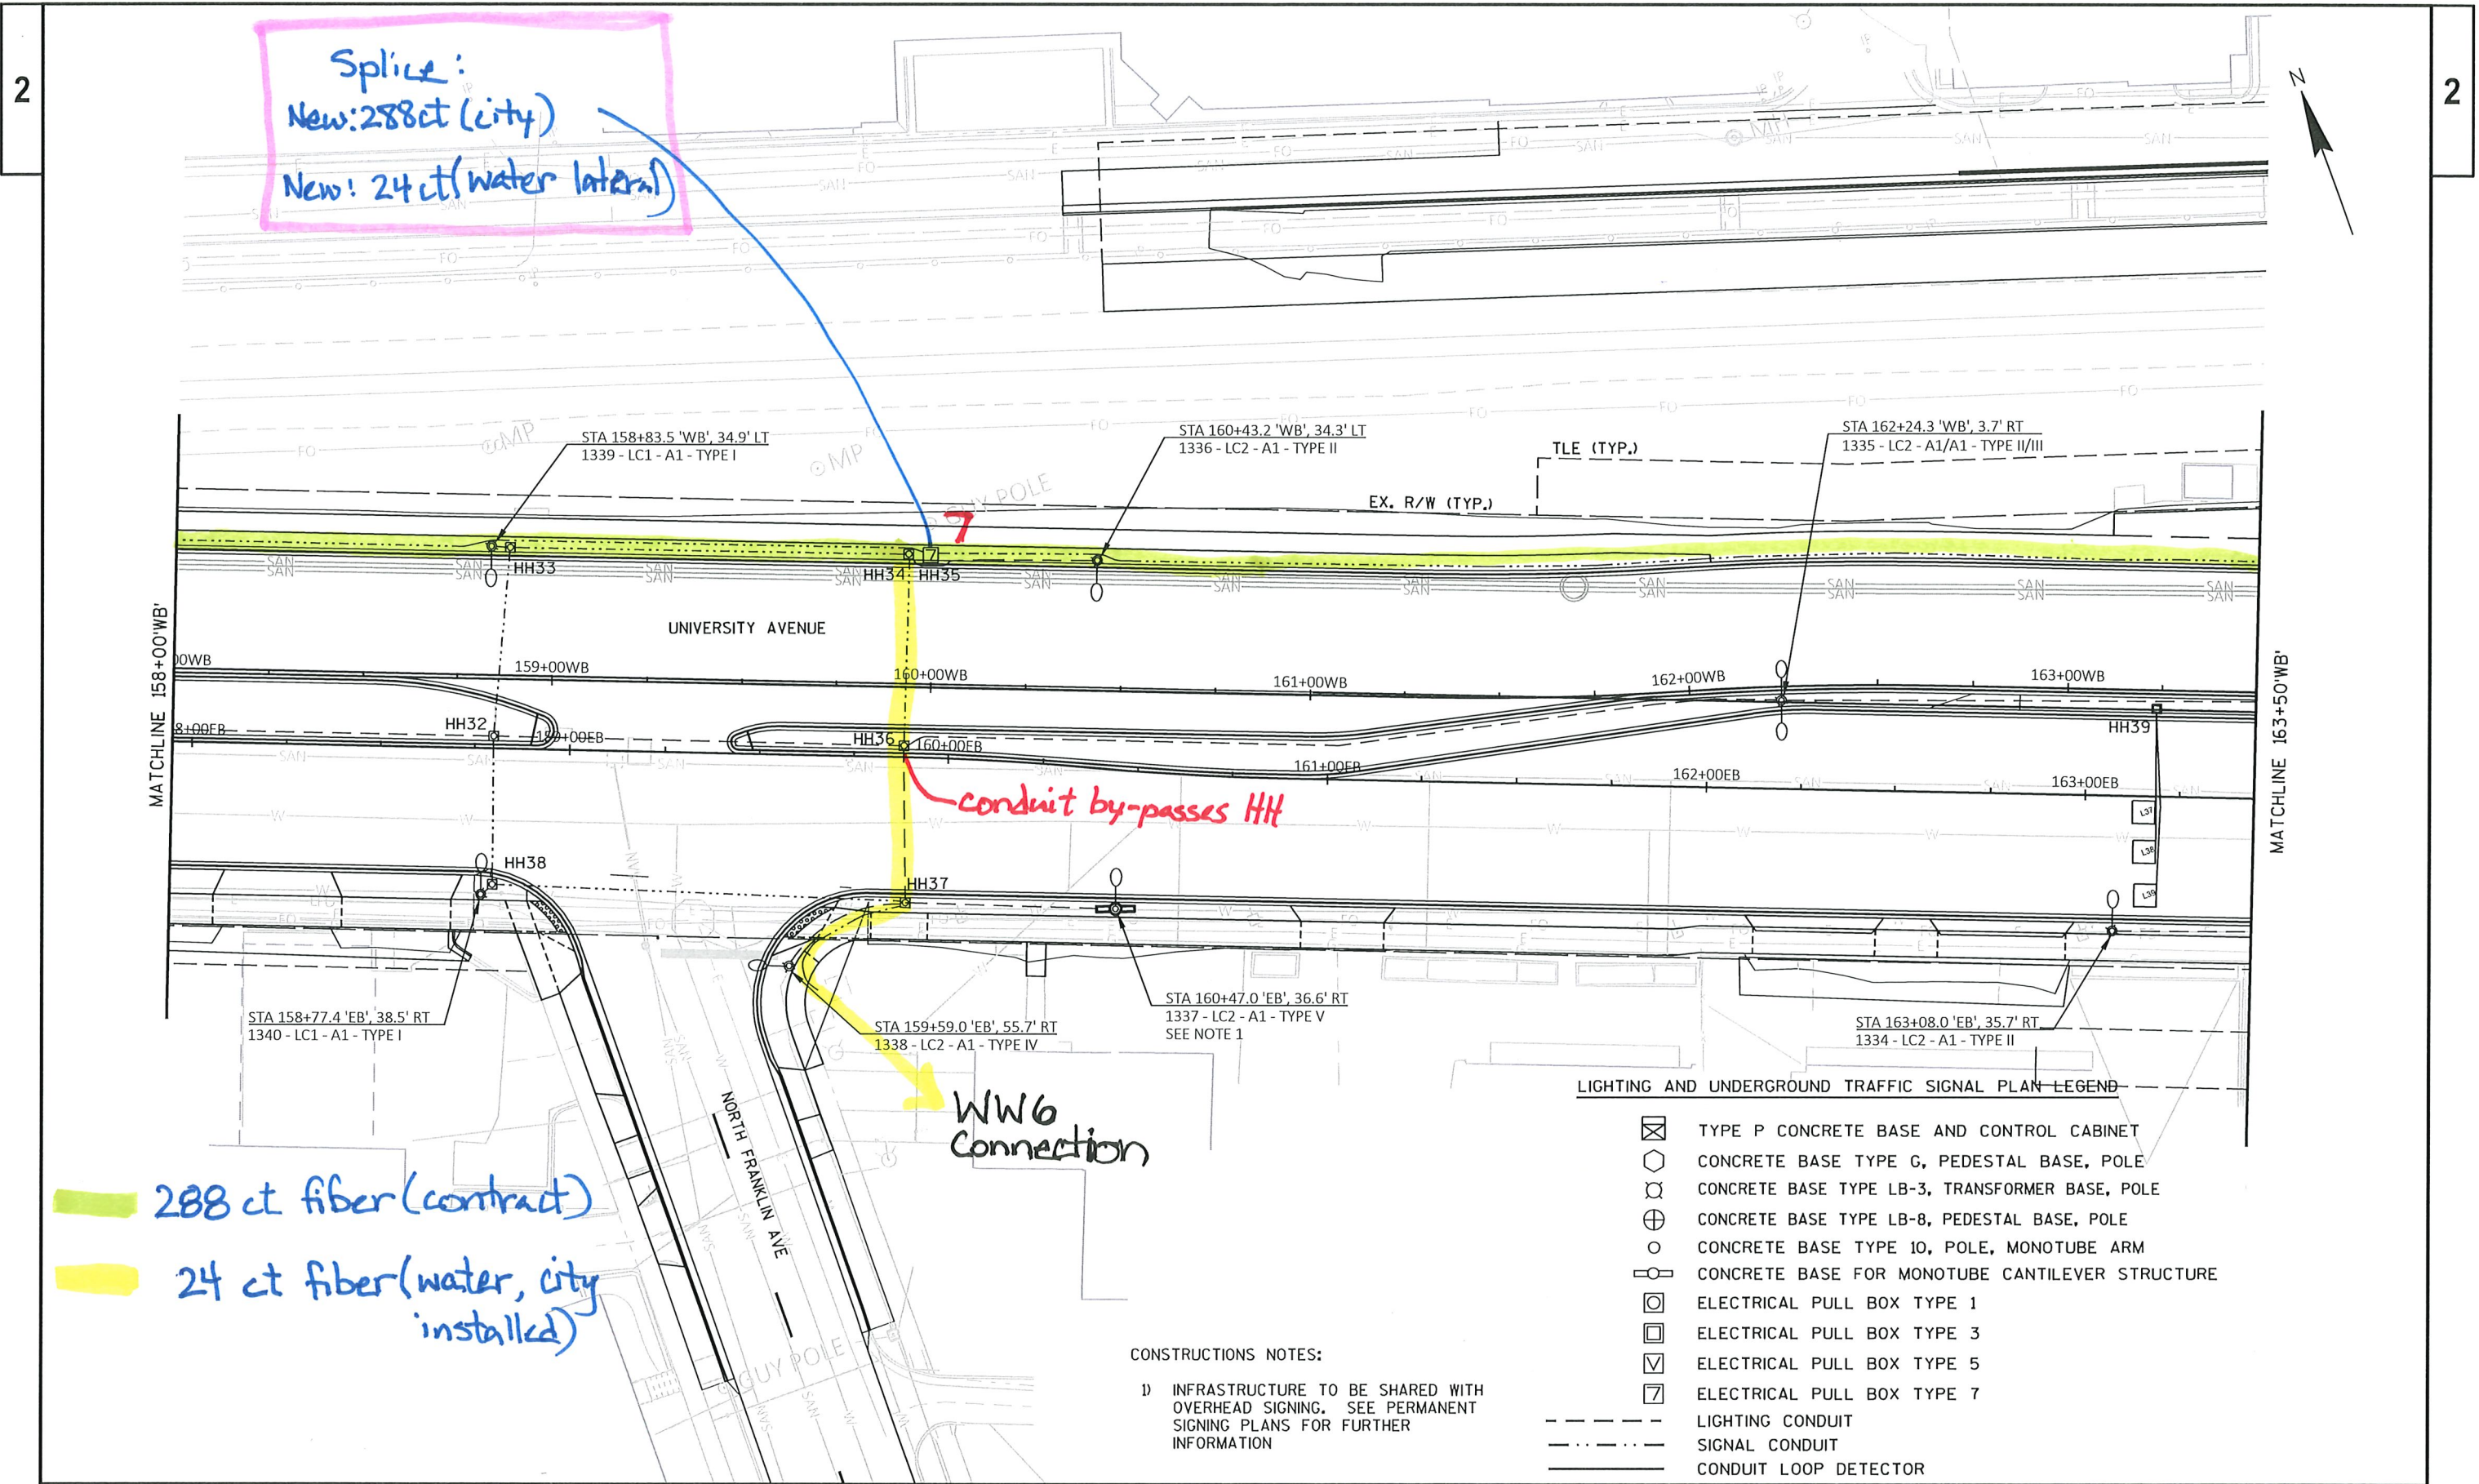 2
2
Splice:
New: 288ct (city)
New! 24 ct (water lateral)
N
MH
MP
MP
GUY POLE
STA 158+83.5 'WB', 34.9' LT
1339 - LC1 - A1 - TYPE I
STA 160+43.2 'WB', 34.3' LT
1336 - LC2 - A1 - TYPE II
STA 162+24.3 'WB', 3.7' RT
1335 - LC2 - A1/A1 - TYPE II/III
TLE (TYP.)
EX. R/W (TYP.)
7
7
HH33
HH34
HH35
UNIVERSITY AVENUE
MATCHLINE 158+00'WB'
MATCHLINE 163+50'WB'
00WB
159+00WB
160+00WB
161+00WB
162+00WB
163+00WB
HH32
HH36
HH39
8+00EB
159+00EB
160+00EB
161+00EB
162+00EB
163+00EB
conduit by-passes HH
L37
L38
L39
HH38
HH37
STA 158+77.4 'EB', 38.5' RT
1340 - LC1 - A1 - TYPE I
STA 159+59.0 'EB', 55.7' RT
1338 - LC2 - A1 - TYPE IV
STA 160+47.0 'EB', 36.6' RT
1337 - LC2 - A1 - TYPE V
SEE NOTE 1
STA 163+08.0 'EB', 35.7' RT
1334 - LC2 - A1 - TYPE II
WW6
Connection
NORTH FRANKLIN AVE
GUY POLE
288 ct fiber (contract)
24 ct fiber (water, city
installed)
CONSTRUCTIONS NOTES:
1) INFRASTRUCTURE TO BE SHARED WITH
OVERHEAD SIGNING. SEE PERMANENT
SIGNING PLANS FOR FURTHER
INFORMATION
LIGHTING AND UNDERGROUND TRAFFIC SIGNAL PLAN LEGEND
TYPE P CONCRETE BASE AND CONTROL CABINET
CONCRETE BASE TYPE G, PEDESTAL BASE, POLE
CONCRETE BASE TYPE LB-3, TRANSFORMER BASE, POLE
CONCRETE BASE TYPE LB-8, PEDESTAL BASE, POLE
CONCRETE BASE TYPE 10, POLE, MONOTUBE ARM
CONCRETE BASE FOR MONOTUBE CANTILEVER STRUCTURE
ELECTRICAL PULL BOX TYPE 1
ELECTRICAL PULL BOX TYPE 3
V ELECTRICAL PULL BOX TYPE 5
7 ELECTRICAL PULL BOX TYPE 7
LIGHTING CONDUIT
SIGNAL CONDUIT
CONDUIT LOOP DETECTOR